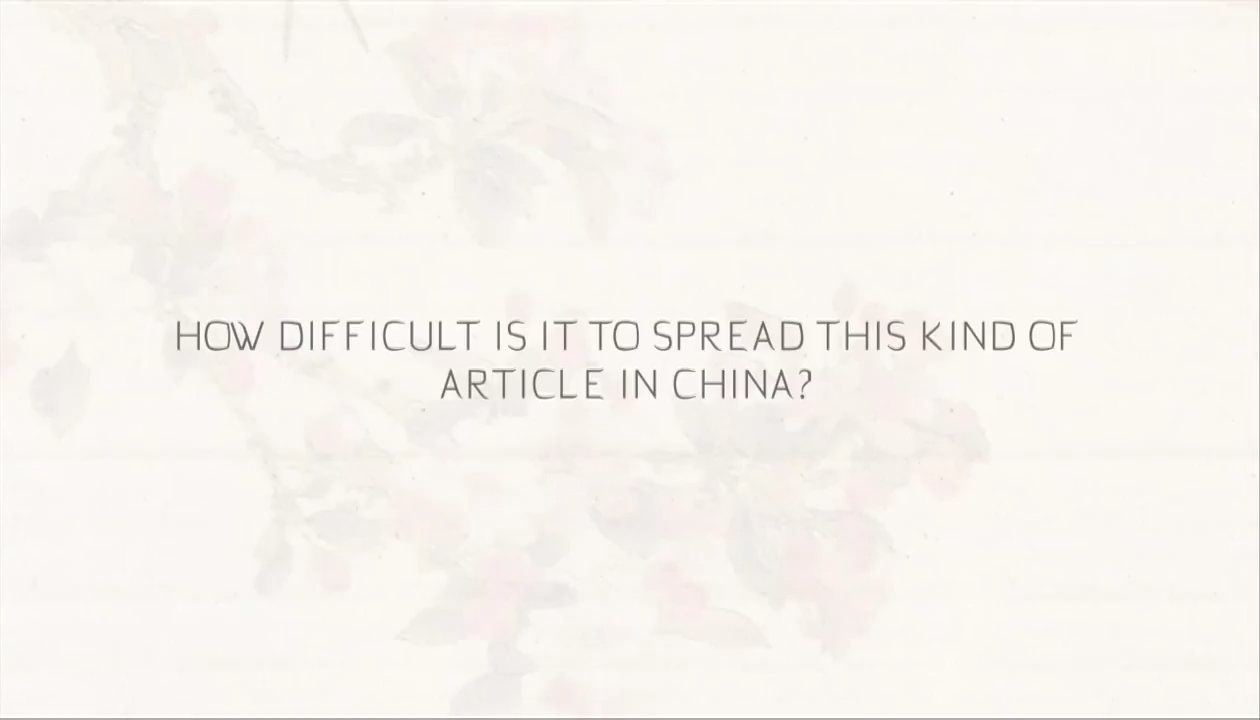 HOW DIFFICULT IS IT TO SPREAD THIS KIND OF
ARTICLE IN CHINA?